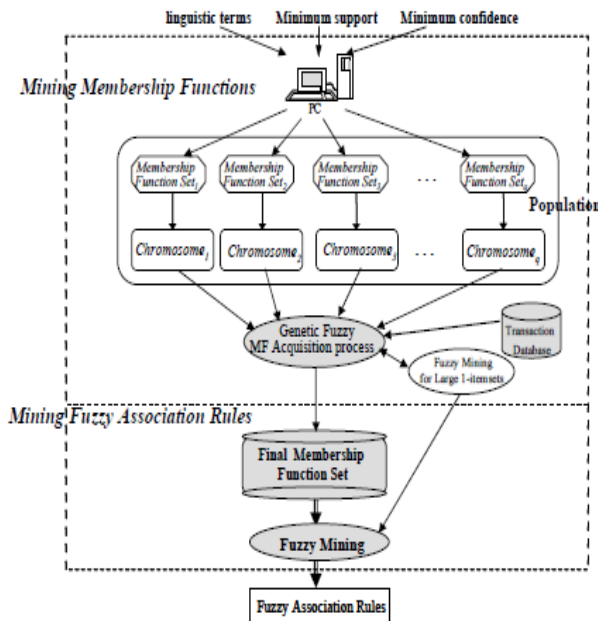 linguistic terms Minimum support Minimum confidence
Mining Membership Functions
PC
Membership Function Set1
Membership Function Set2
Membership Function Set3
...
Membership Function Setq
Population
Chromosome1
Chromosome2
Chromosome3
...
Chromosomeq
Genetic Fuzzy
MF Acquisition process
Transaction
Database
Fuzzy Mining
for Large 1-itemsets
Mining Fuzzy Association Rules
Final Membership
Function Set
Fuzzy Mining
Fuzzy Association Rules